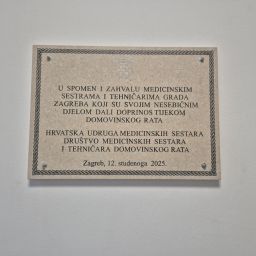 U SPOMEN I ZAHVALU MEDICINSKIM
SESTRAMA I TEHNIČARIMA GRADA
ZAGREBA KOJI SU SVOJIM NESEBIČNIM
DJELOM DALI DOPRINOS TIJEKOM
DOMOVINSKOG RATA
HRVATSKA UDRUGA MEDICINSKIH SESTARA
DRUŠTVO MEDICINSKIH SESTARA
I TEHNIČARA DOMOVINSKOG RATA
Zagreb, 12. studenoga 2025.